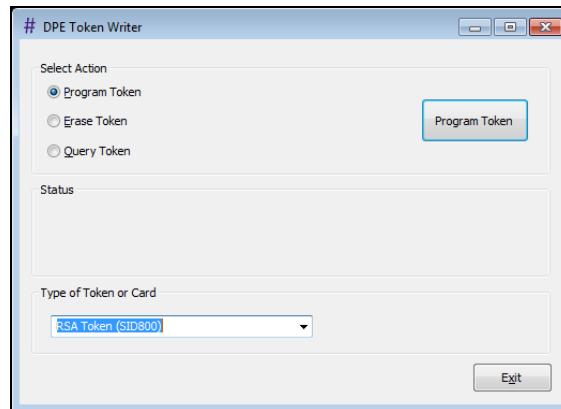 # DPE Token Writer
Select Action
Program Token
Erase Token
Query Token
Program Token
Status
Type of Token or Card
RSA Token (SID800)
Exit